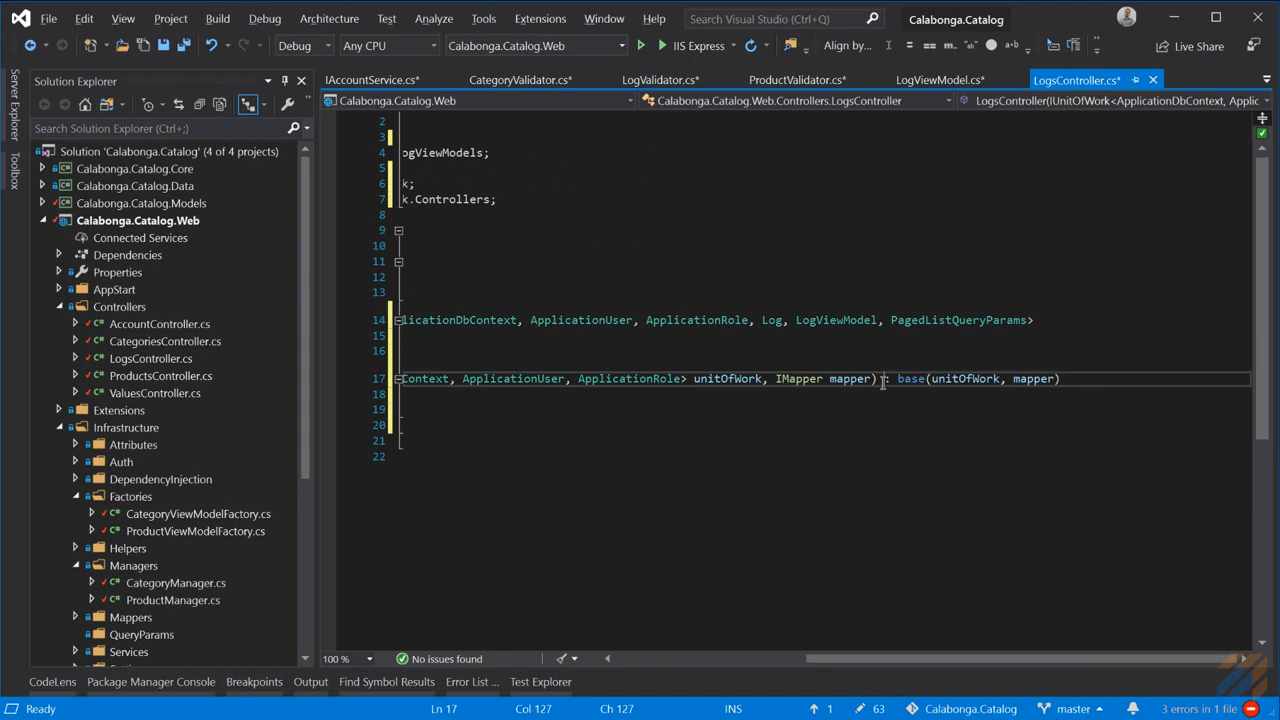 File Edit View Project Build Debug Architecture Test Analyze Tools Extensions Window Help Search Visual Studio (Ctrl+Q) Calabonga.Catalog
Debug Any CPU Calabonga.Catalog.Web IIS Express Align by... Live Share
Server Explorer
Toolbox
Solution Explorer
Search Solution Explorer (Ctrl+;)
Solution 'Calabonga.Catalog' (4 of 4 projects)
Calabonga.Catalog.Core
Calabonga.Catalog.Data
Calabonga.Catalog.Models
Calabonga.Catalog.Web
Connected Services
Dependencies
Properties
AppStart
Controllers
AccountController.cs
CategoriesController.cs
LogsController.cs
ProductsController.cs
ValuesController.cs
Extensions
Infrastructure
Attributes
Auth
DependencyInjection
Factories
CategoryViewModelFactory.cs
ProductViewModelFactory.cs
Helpers
Managers
CategoryManager.cs
ProductManager.cs
Mappers
QueryParams
Services
IAccountService.cs* CategoryValidator.cs* LogValidator.cs* ProductValidator.cs* LogViewModel.cs* LogsController.cs*
Calabonga.Catalog.Web Calabonga.Catalog.Web.Controllers.LogsController LogsController(IUnitOfWork<ApplicationDbContext, Applic
2
3
4 ogViewModels;
5
6 k;
7 k.Controllers;
8
9
10
11
12
13
14 licationDbContext, ApplicationUser, ApplicationRole, Log, LogViewModel, PagedListQueryParams>
15
16
17 Context, ApplicationUser, ApplicationRole> unitOfWork, IMapper mapper) : base(unitOfWork, mapper)
18
19
20
21
22
100 % No issues found
CodeLens Package Manager Console Breakpoints Output Find Symbol Results Error List ... Test Explorer
Ready Ln 17 Col 127 Ch 127 INS 1 63 Calabonga.Catalog master 3 errors in 1 file